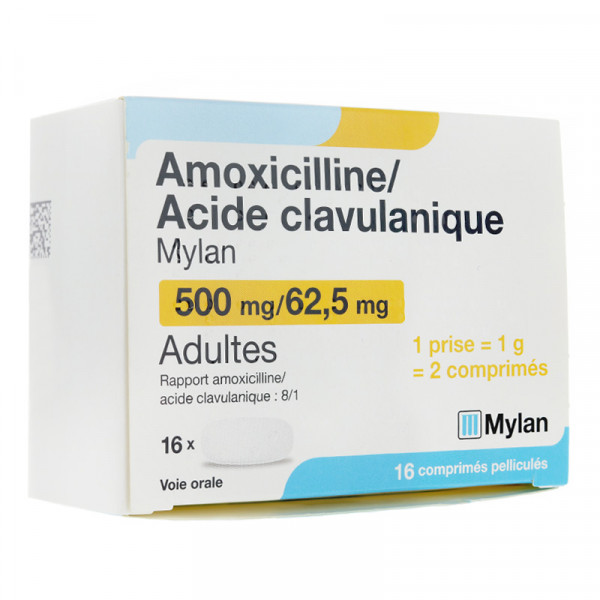 Amoxicilline/
Acide clavulanique
Mylan
500 mg/62,5 mg
Adultes
Rapport amoxicilline/
acide clavulanique : 8/1
1 prise = 1 g
= 2 comprimés
16 x
Mylan
Voie orale
16 comprimés pelliculés